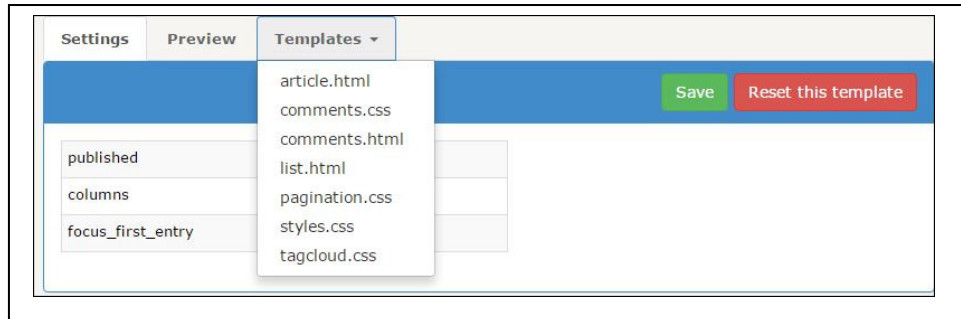 Settings Preview Templates
article.html
Save Reset this template
comments.css
comments.html
published
list.html
columns
pagination.css
focus_first_entry
styles.css
tagcloud.css